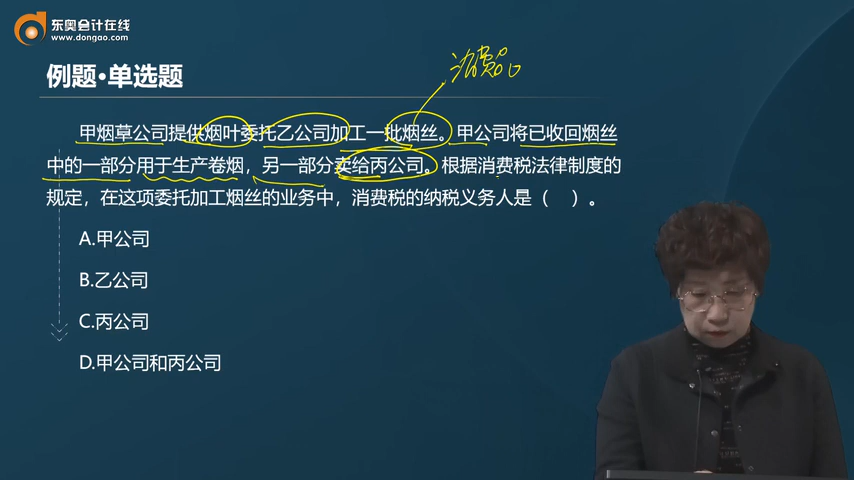 东奥会计在线
www.dongao.com
例题·单选题
消费品
甲烟草公司提供烟叶委托乙公司加工一批烟丝。甲公司将已收回烟丝
中的一部分用于生产卷烟，另一部分卖给丙公司。根据消费税法律制度的
规定，在这项委托加工烟丝的业务中，消费税的纳税义务人是（ ）。
A.甲公司
B.乙公司
C.丙公司
D.甲公司和丙公司